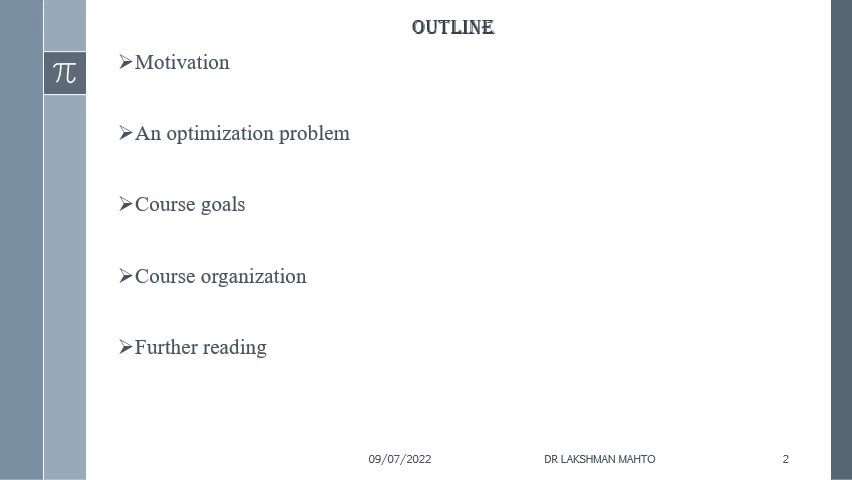 OUTLINE
➢Motivation
π
➢An optimization problem
➢Course goals
➢Course organization
➢Further reading
09/07/2022 DR LAKSHMAN MAHTO 2